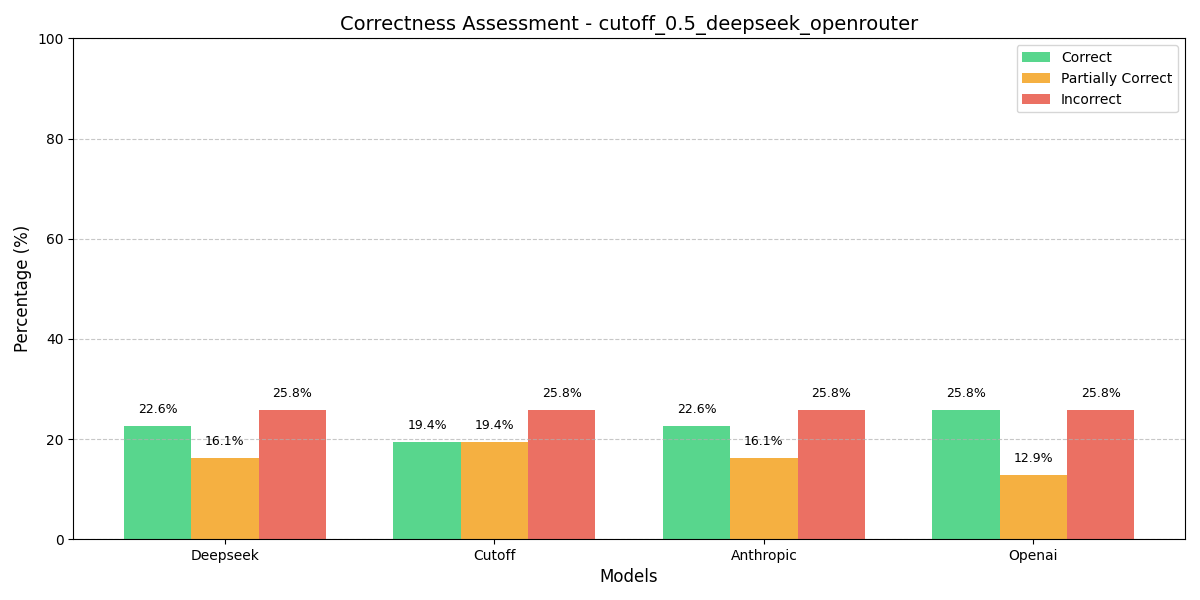 Correctness Assessment - cutoff_0.5_deepseek_openrouter
100
80
60
40
20
0
Percentage (%)
Correct
Partially Correct
Incorrect
22.6%
16.1%
25.8%
19.4%
19.4%
25.8%
22.6%
16.1%
25.8%
25.8%
12.9%
25.8%
Deepseek
Cutoff
Anthropic
Openai
Models